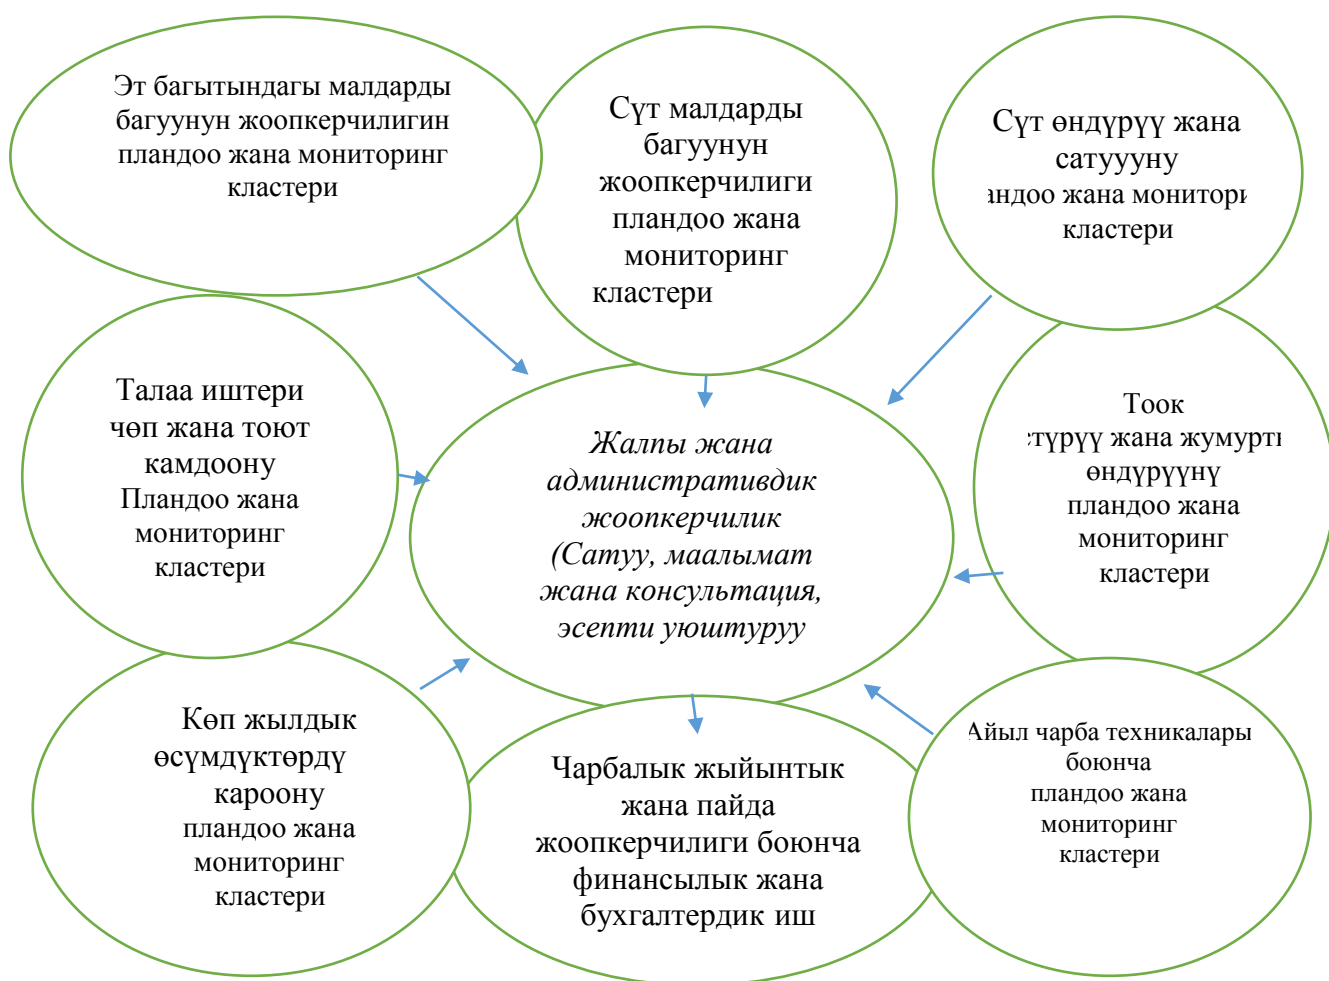 Эт багытындагы малдарды
багуунун жоопкерчилигин
пландоо жана мониторинг
кластери
Сүт малдарды
багуунун
жоопкерчилиги
пландоо жана
мониторинг
кластери
Сүт өндүрүү жана
сатуууну
жана
кластери
Талаа иштери
чөп жана тоют
камдоону
Пландоо жана
мониторинг
кластери
Жалпы жана
административдик
жоопкерчилик
(Сатуу, маалымат
жана консультация,
эсепти уюштуруу
Тоок
жана
өндүрүүнү
пландоо жана
мониторинг
кластери
Көп жылдык
өсүмдүктөрдү
кароону
пландоо жана
мониторинг
кластери
Чарбалык жыйынтык
жана пайда
жоопкерчилиги боюнча
финансылык жана
бухгалтердик иш
Айыл чарба техникалары
боюнча
пландоо жана
мониторинг
кластери